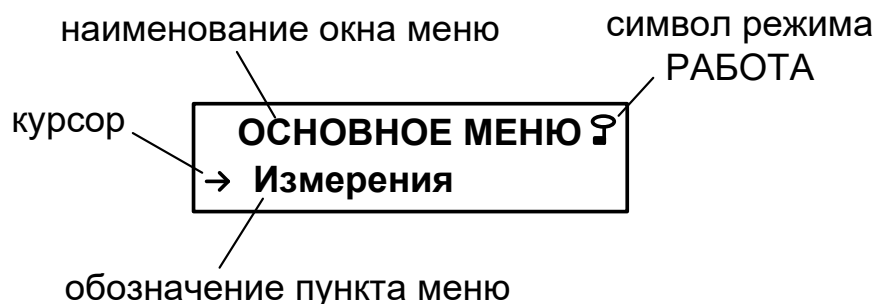 наименование окна меню
символ режима
РАБОТА
курсор
ОСНОВНОЕ МЕНЮ
→ Измерения
обозначение пункта меню